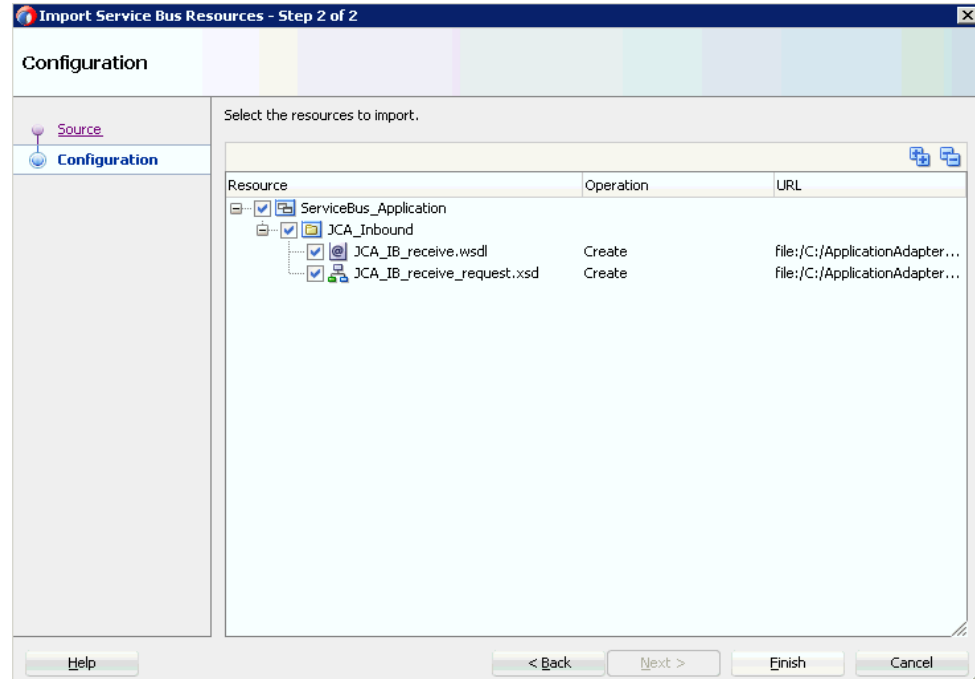 Import Service Bus Resources - Step 2 of 2
Configuration
Source
Configuration
Select the resources to import.
Resource Operation URL
ServiceBus_Application
JCA_Inbound
JCA_IB_receive.wsdl Create file:/C:/ApplicationAdapter...
JCA_IB_receive_request.xsd Create file:/C:/ApplicationAdapter...
Help < Back Next > Finish Cancel